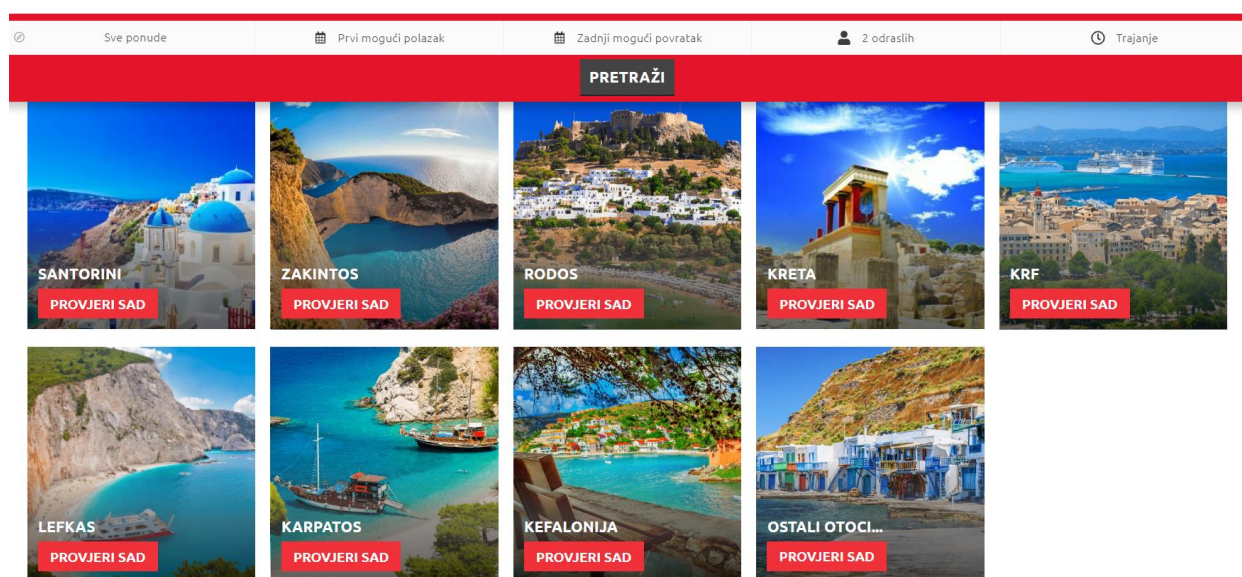 Sve ponude
Prvi mogući polazak
Zadnji mogući povratak
2 odraslih
Trajanje
PRETRAŽI
SANTORINI
PROVJERI SAD
ZAKINTOS
PROVJERI SAD
RODOS
PROVJERI SAD
KRETA
PROVJERI SAD
KRF
PROVJERI SAD
LEFKAS
PROVJERI SAD
KARPATOS
PROVJERI SAD
KEFALONIJA
PROVJERI SAD
OSTALI OTOCI...
PROVJERI SAD